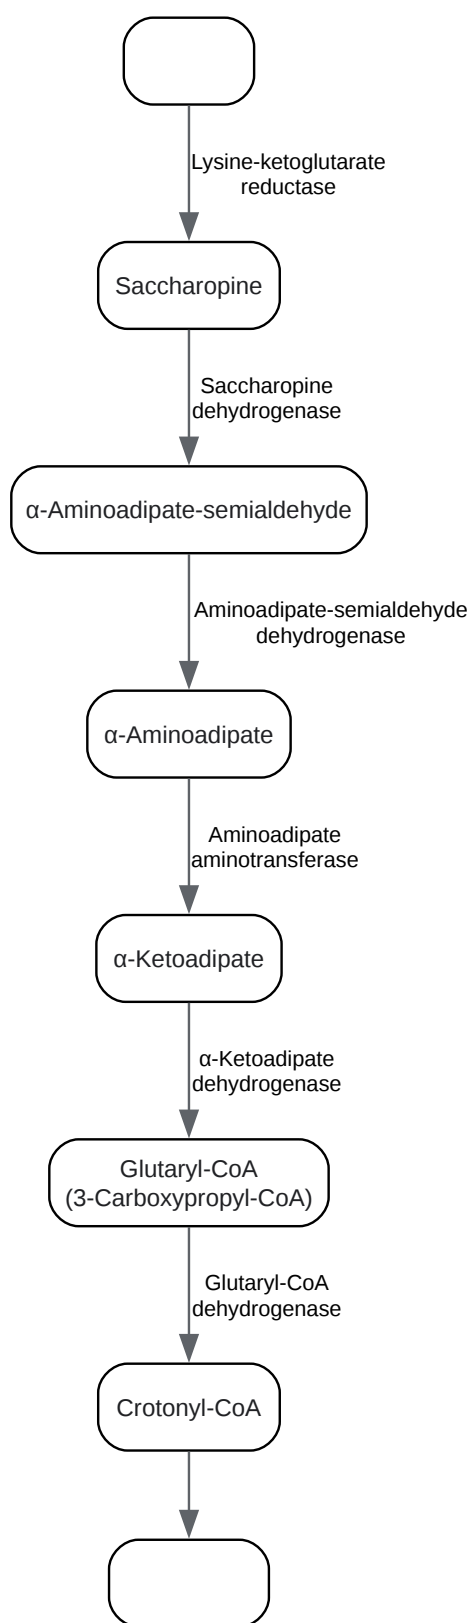 Lysine-ketoglutarate
reductase
Saccharopine
Saccharopine
dehydrogenase
α-Aminoadipate-semialdehyde
Aminoadipate-semialdehyde
dehydrogenase
α-Aminoadipate
Aminoadipate
aminotransferase
α-Ketoadipate
α-Ketoadipate
dehydrogenase
Glutaryl-CoA
(3-Carboxypropyl-CoA)
Glutaryl-CoA
dehydrogenase
Crotonyl-CoA